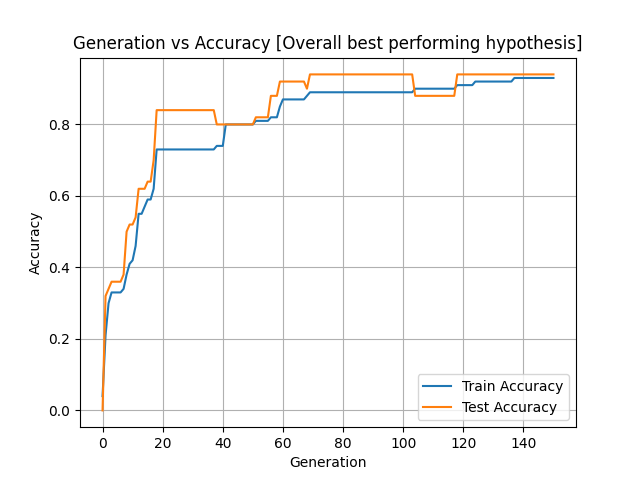 Generation vs Accuracy [Overall best performing hypothesis]
Accuracy
0.8
0.6
0.4
0.2
0.0
0 20 40 60 80 100 120 140
Generation
Train Accuracy
Test Accuracy